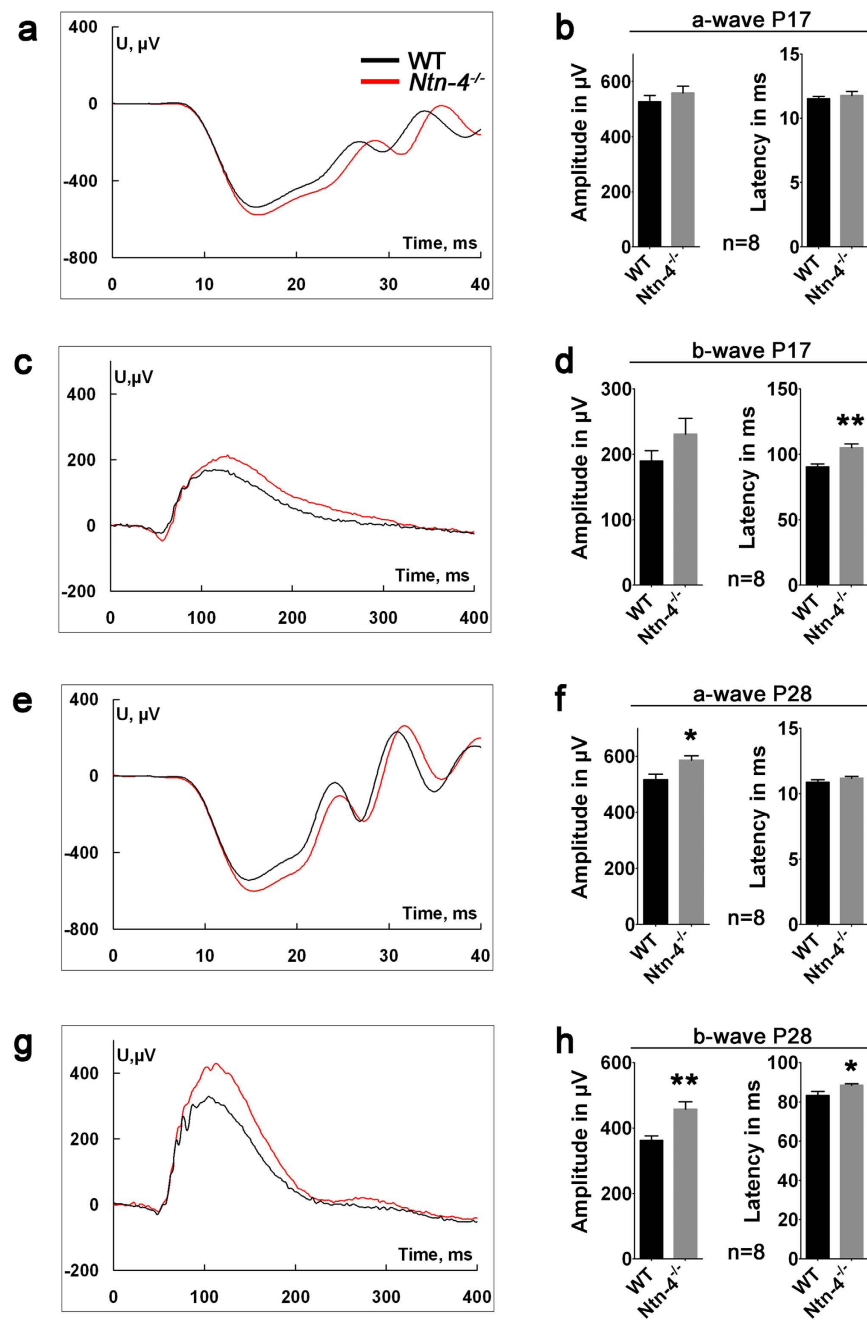 a
U, µV
400
0
-400
-800
WT
Ntn-4-/-
Time, ms
0 10 20 30 40
b
a-wave P17
Amplitude in µV
600
400
200
0
WT
Ntn-4-/-
n=8
Latency in ms
15
10
5
0
WT
Ntn-4-/-
c
U,µV
400
200
0
-200
Time, ms
0 100 200 300 400
d
b-wave P17
Amplitude in µV
300
200
100
0
WT
Ntn-4-/-
n=8
Latency in ms
150
100
50
0
**
WT
Ntn-4-/-
e
U, µV
400
0
-400
-800
Time, ms
0 10 20 30 40
f
a-wave P28
Amplitude in µV
600
400
200
0
*
WT
Ntn-4-/-
n=8
Latency in ms
15
10
5
0
WT
Ntn-4-/-
g
U,µV
400
200
0
-200
Time, ms
0 100 200 300 400
h
b-wave P28
Amplitude in µV
600
400
200
0
**
WT
Ntn-4-/-
n=8
Latency in ms
100
80
60
40
20
0
*
WT
Ntn-4-/-